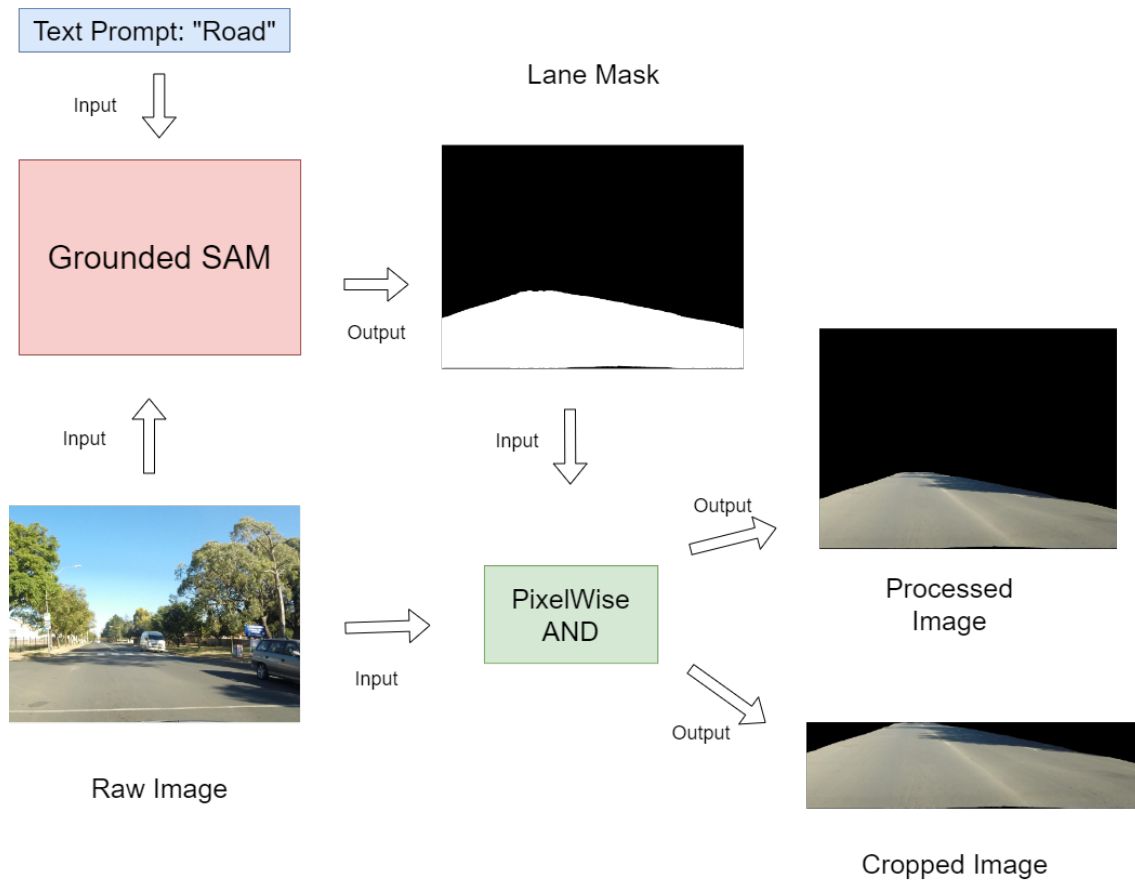 Text Prompt: "Road"
Input
Lane Mask
Grounded SAM
Output
Input
Input
Output
PixelWise
AND
Processed
Image
Input
Output
Raw Image
Cropped Image